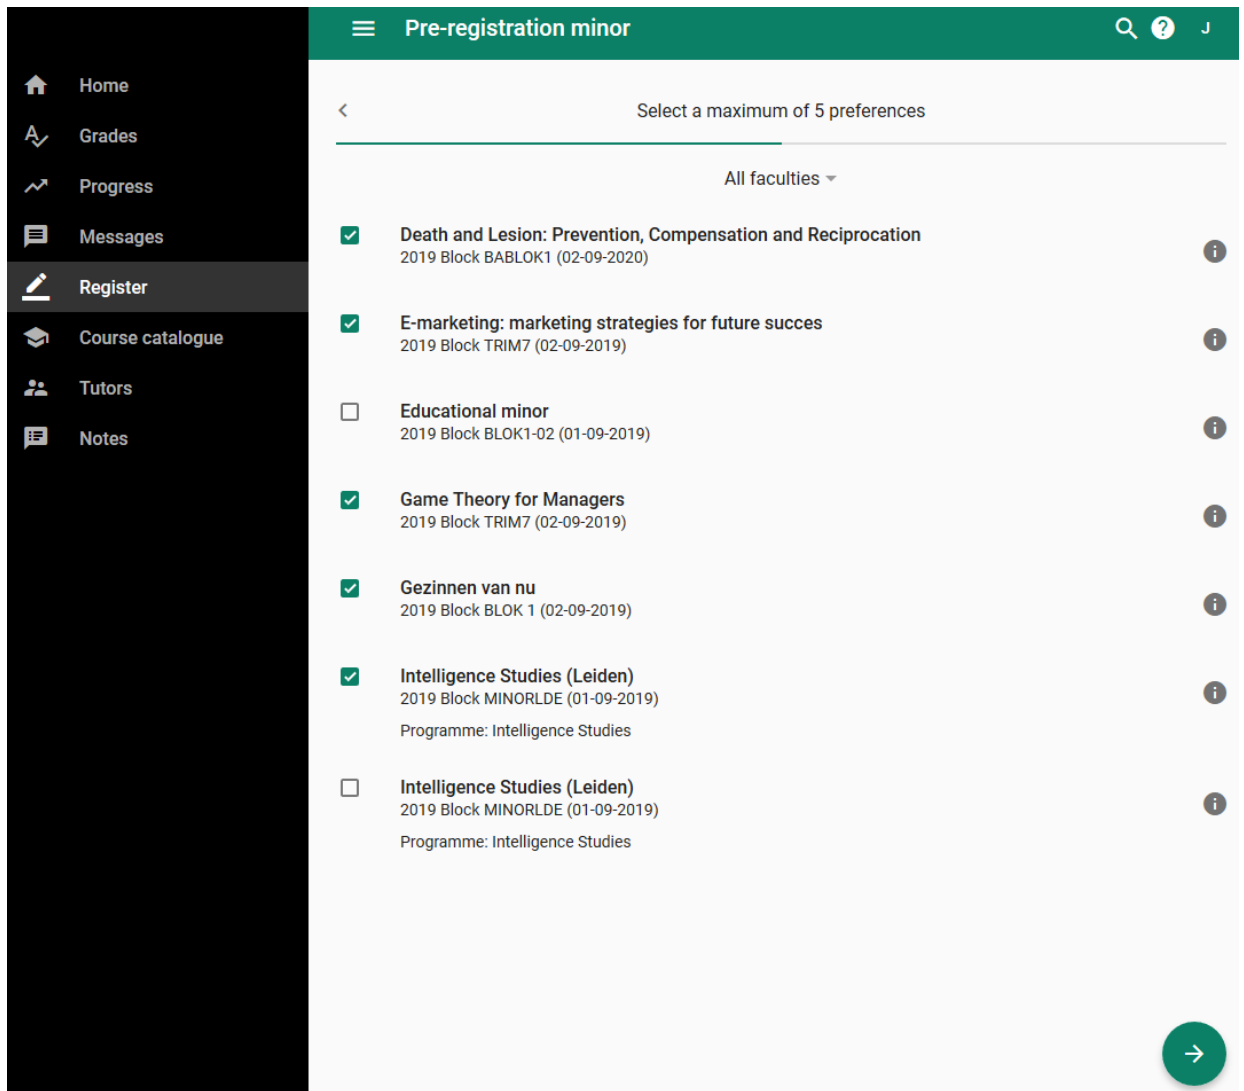 Pre-registration minor
J
Home
Grades
Progress
Messages
Register
Course catalogue
Tutors
Notes
Select a maximum of 5 preferences
All faculties
Death and Lesion: Prevention, Compensation and Reciprocation
2019 Block BABLOK1 (02-09-2020)
E-marketing: marketing strategies for future succes
2019 Block TRIM7 (02-09-2019)
Educational minor
2019 Block BLOK1-02 (01-09-2019)
Game Theory for Managers
2019 Block TRIM7 (02-09-2019)
Gezinnen van nu
2019 Block BLOK 1 (02-09-2019)
Intelligence Studies (Leiden)
2019 Block MINORLDE (01-09-2019)
Programme: Intelligence Studies
Intelligence Studies (Leiden)
2019 Block MINORLDE (01-09-2019)
Programme: Intelligence Studies